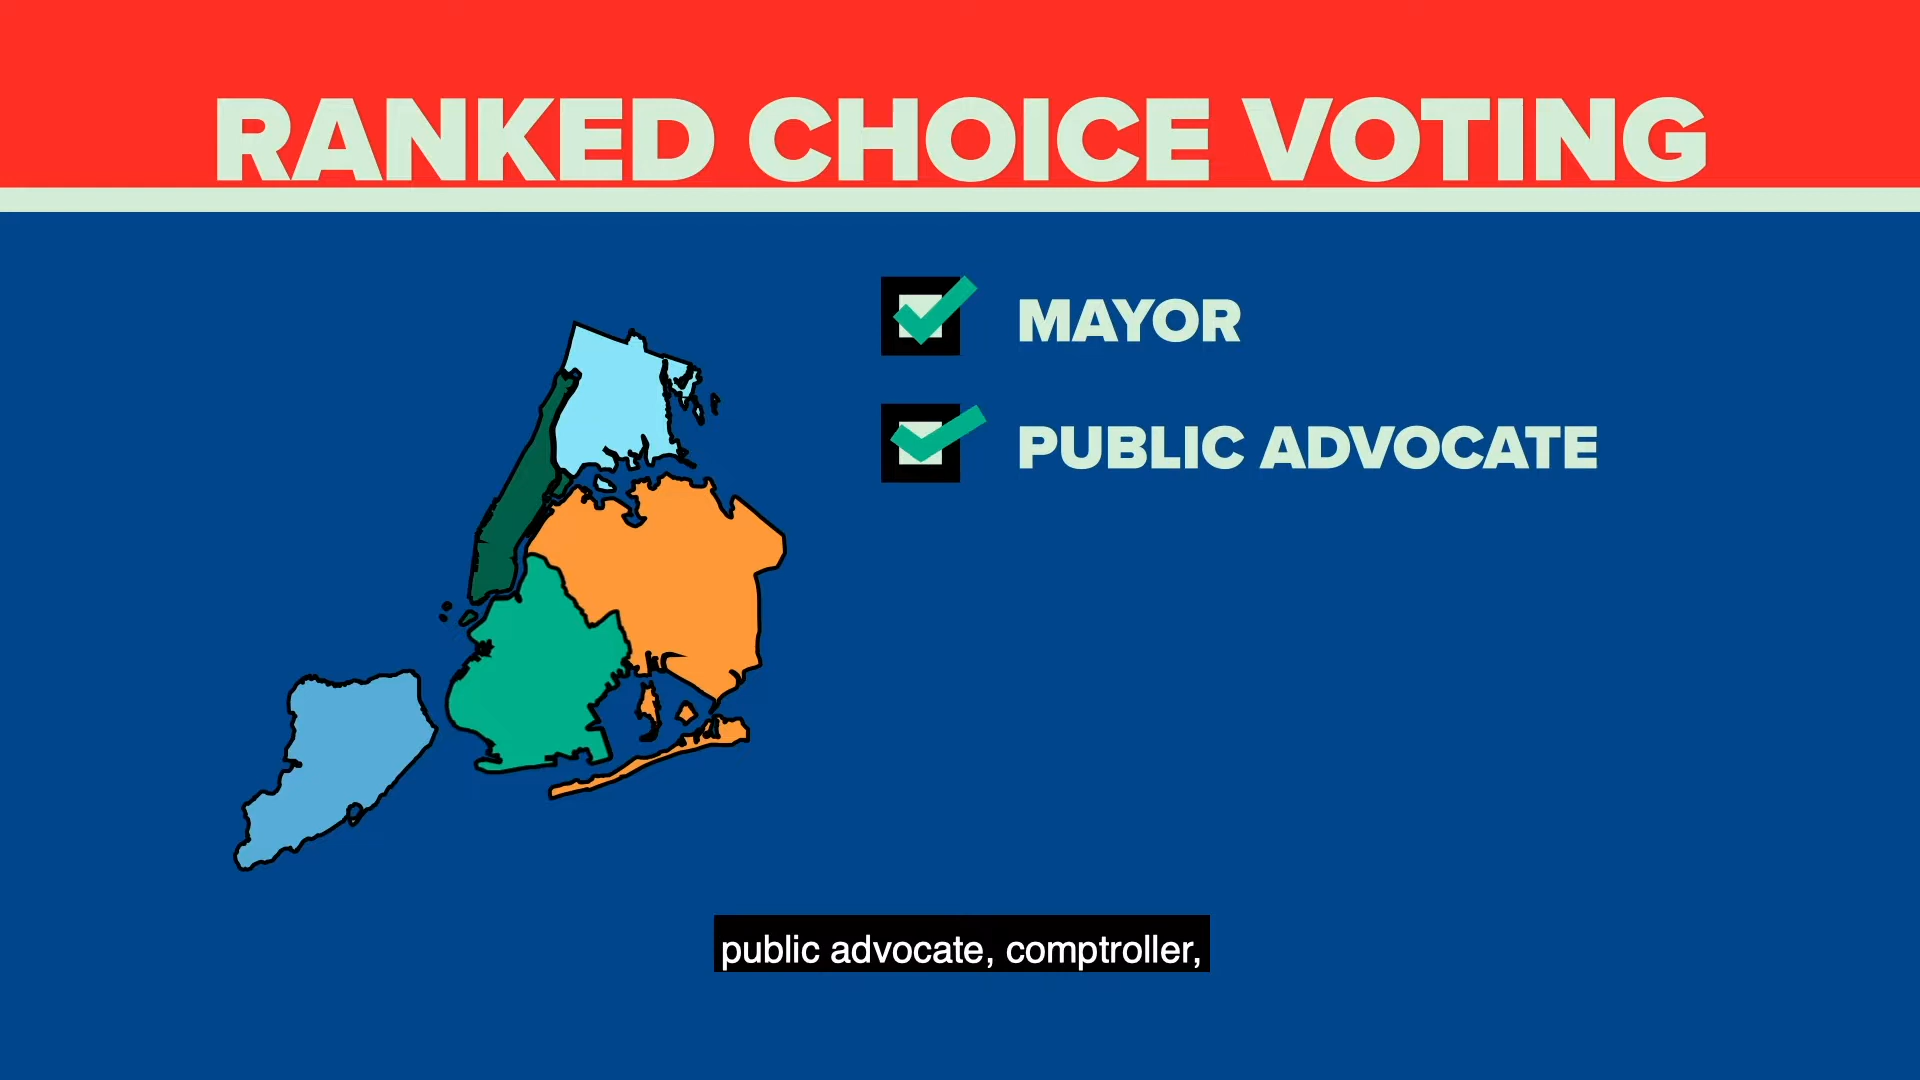 RANKED CHOICE VOTING
MAYOR
PUBLIC ADVOCATE
public advocate, comptroller,